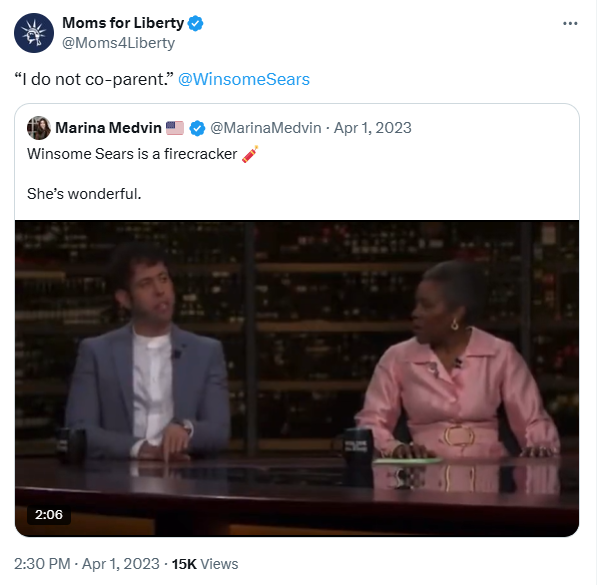 Moms for Liberty
@Moms4Liberty
“I do not co-parent.” @WinsomeSears
Marina Medvin 🇺🇸 @MarinaMedvin · Apr 1, 2023
Winsome Sears is a firecracker 🧨
She’s wonderful.
2:06
2:30 PM · Apr 1, 2023 · 15K Views